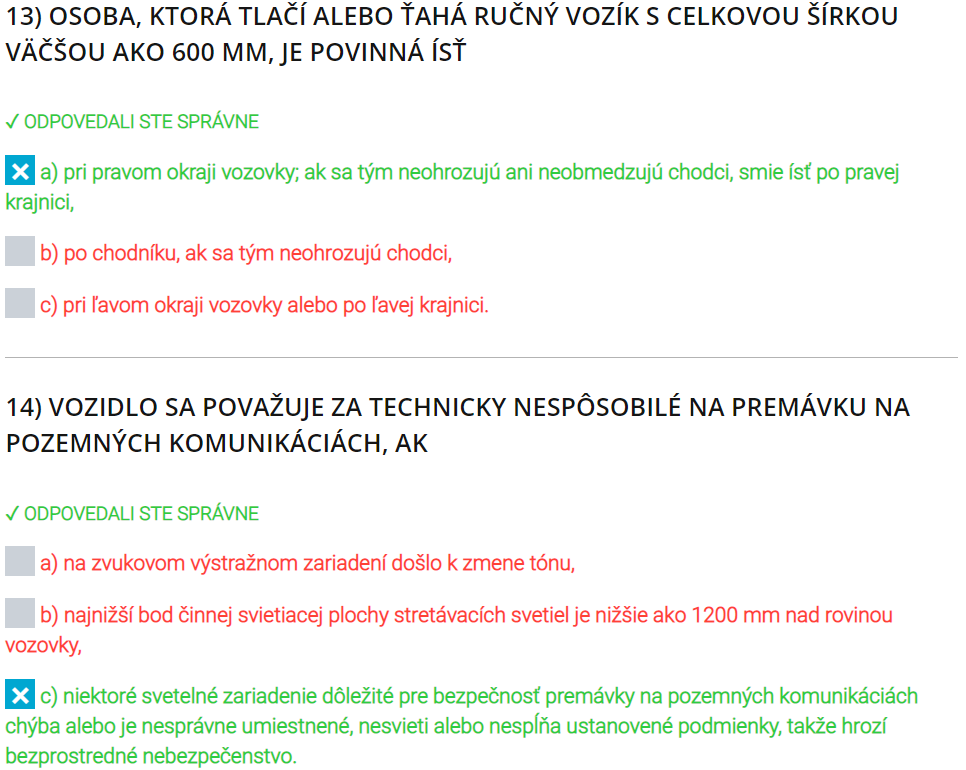 13) OSOBA, KTORÁ TLAČÍ ALEBO ŤAHÁ RUČNÝ VOZÍK S CELKOVOU ŠÍRKOU
VÄČŠOU AKO 600 MM, JE POVINNÁ ÍSŤ
✓ ODPOVEDALI STE SPRÁVNE
a) pri pravom okraji vozovky; ak sa tým neohrozujú ani neobmedzujú chodci, smie ísť po pravej
krajnici,
b) po chodníku, ak sa tým neohrozujú chodci,
c) pri ľavom okraji vozovky alebo po ľavej krajnici.
14) VOZIDLO SA POVAŽUJE ZA TECHNICKY NESPÔSOBILÉ NA PREMÁVKU NA
POZEMNÝCH KOMUNIKÁCIÁCH, AK
✓ ODPOVEDALI STE SPRÁVNE
a) na zvukovom výstražnom zariadení došlo k zmene tónu,
b) najnižší bod činnej svietiacej plochy stretávacích svetiel je nižšie ako 1200 mm nad rovinou
vozovky,
c) niektoré svetelné zariadenie dôležité pre bezpečnosť premávky na pozemných komunikáciách
chýba alebo je nesprávne umiestnené, nesvieti alebo nespĺňa ustanovené podmienky, takže hrozí
bezprostredné nebezpečenstvo.